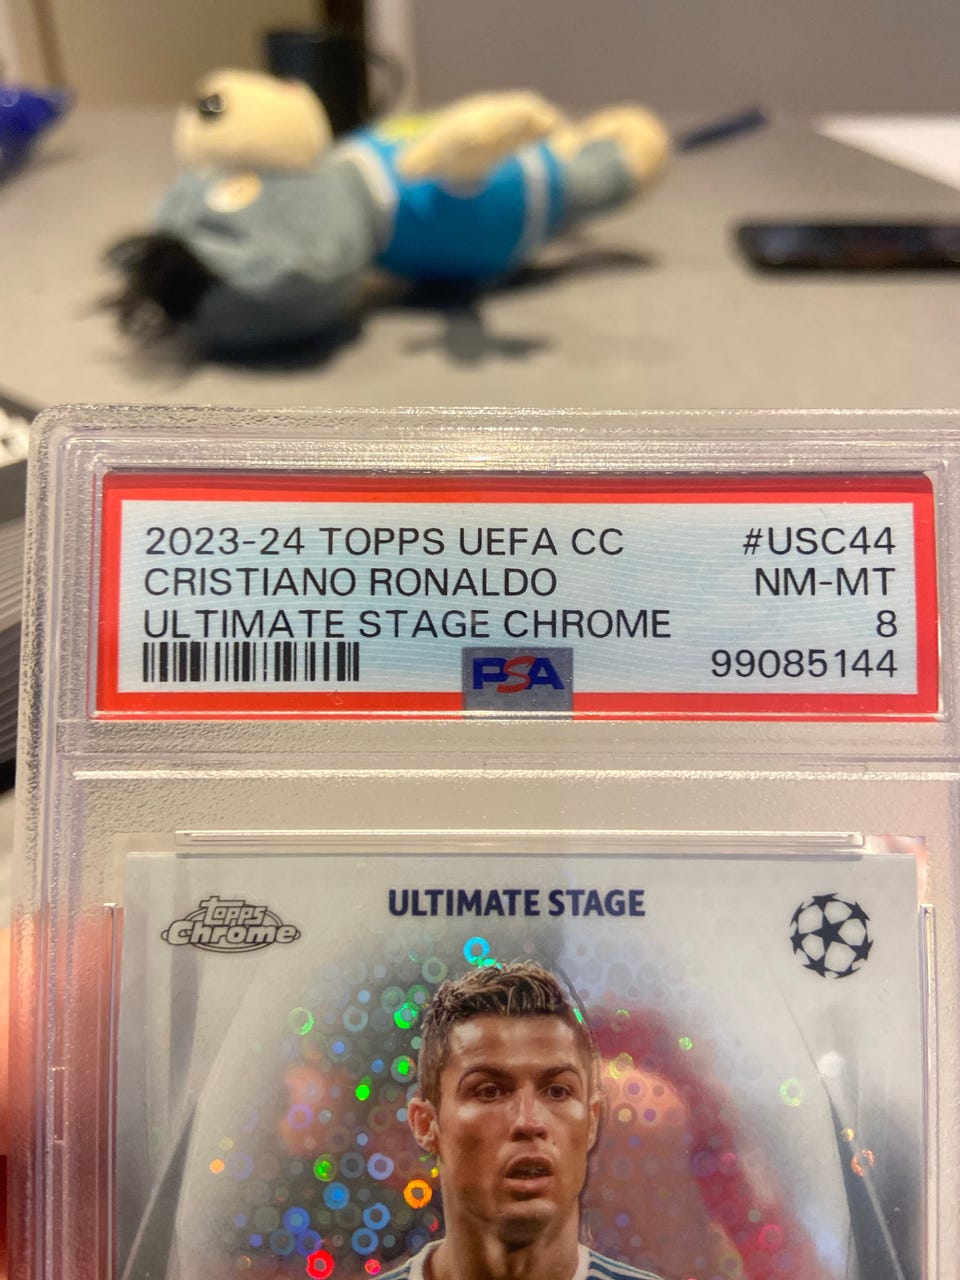 2023-24 TOPPS UEFA CC #USC44
CRISTIANO RONALDO NM-MT
ULTIMATE STAGE CHROME 8
PSA 99085144
Topps Chrome ULTIMATE STAGE